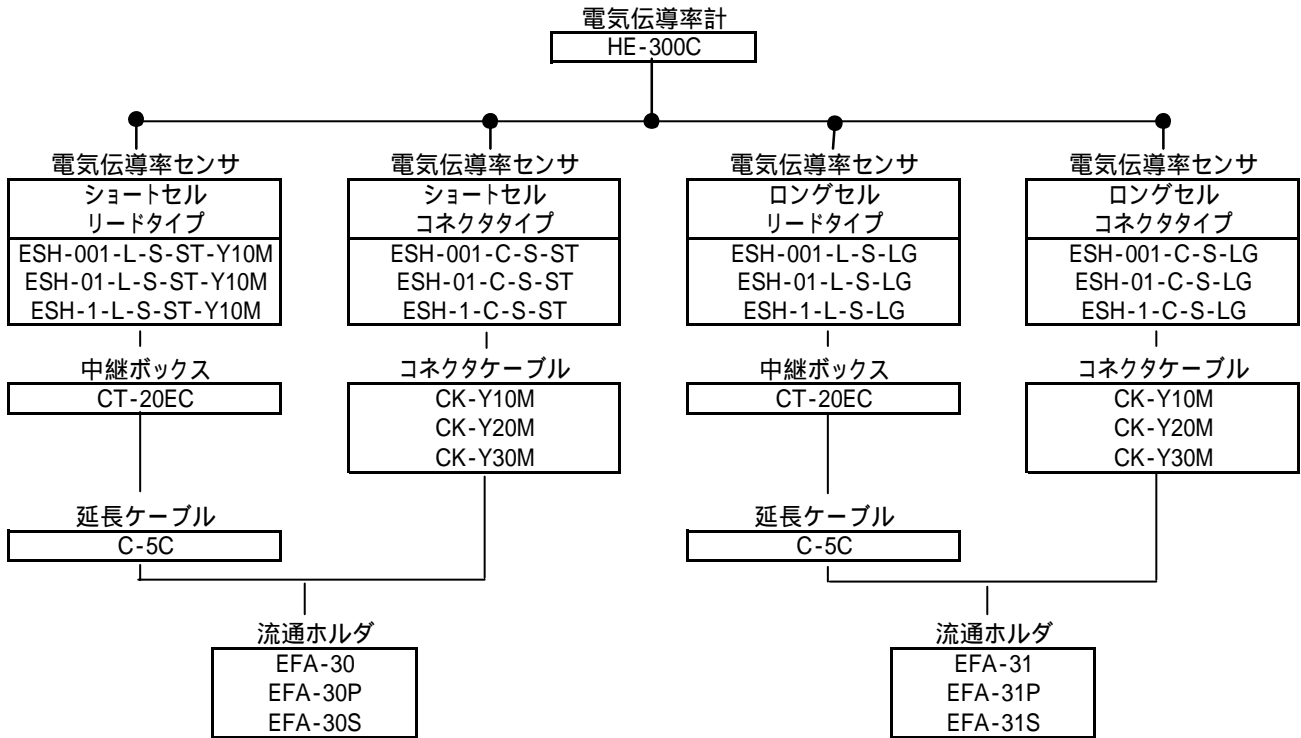 電気伝導率計
HE-300C
電気伝導率センサ
ショートセル
リードタイプ
ESH-001-L-S-ST-Y10M
ESH-01-L-S-ST-Y10M
ESH-1-L-S-ST-Y10M
中継ボックス
CT-20EC
延長ケーブル
C-5C
電気伝導率センサ
ショートセル
コネクタタイプ
ESH-001-C-S-ST
ESH-01-C-S-ST
ESH-1-C-S-ST
コネクタケーブル
CK-Y10M
CK-Y20M
CK-Y30M
流通ホルダ
EFA-30
EFA-30P
EFA-30S
電気伝導率センサ
ロングセル
リードタイプ
ESH-001-L-S-LG
ESH-01-L-S-LG
ESH-1-L-S-LG
中継ボックス
CT-20EC
延長ケーブル
C-5C
電気伝導率センサ
ロングセル
コネクタタイプ
ESH-001-C-S-LG
ESH-01-C-S-LG
ESH-1-C-S-LG
コネクタケーブル
CK-Y10M
CK-Y20M
CK-Y30M
流通ホルダ
EFA-31
EFA-31P
EFA-31S